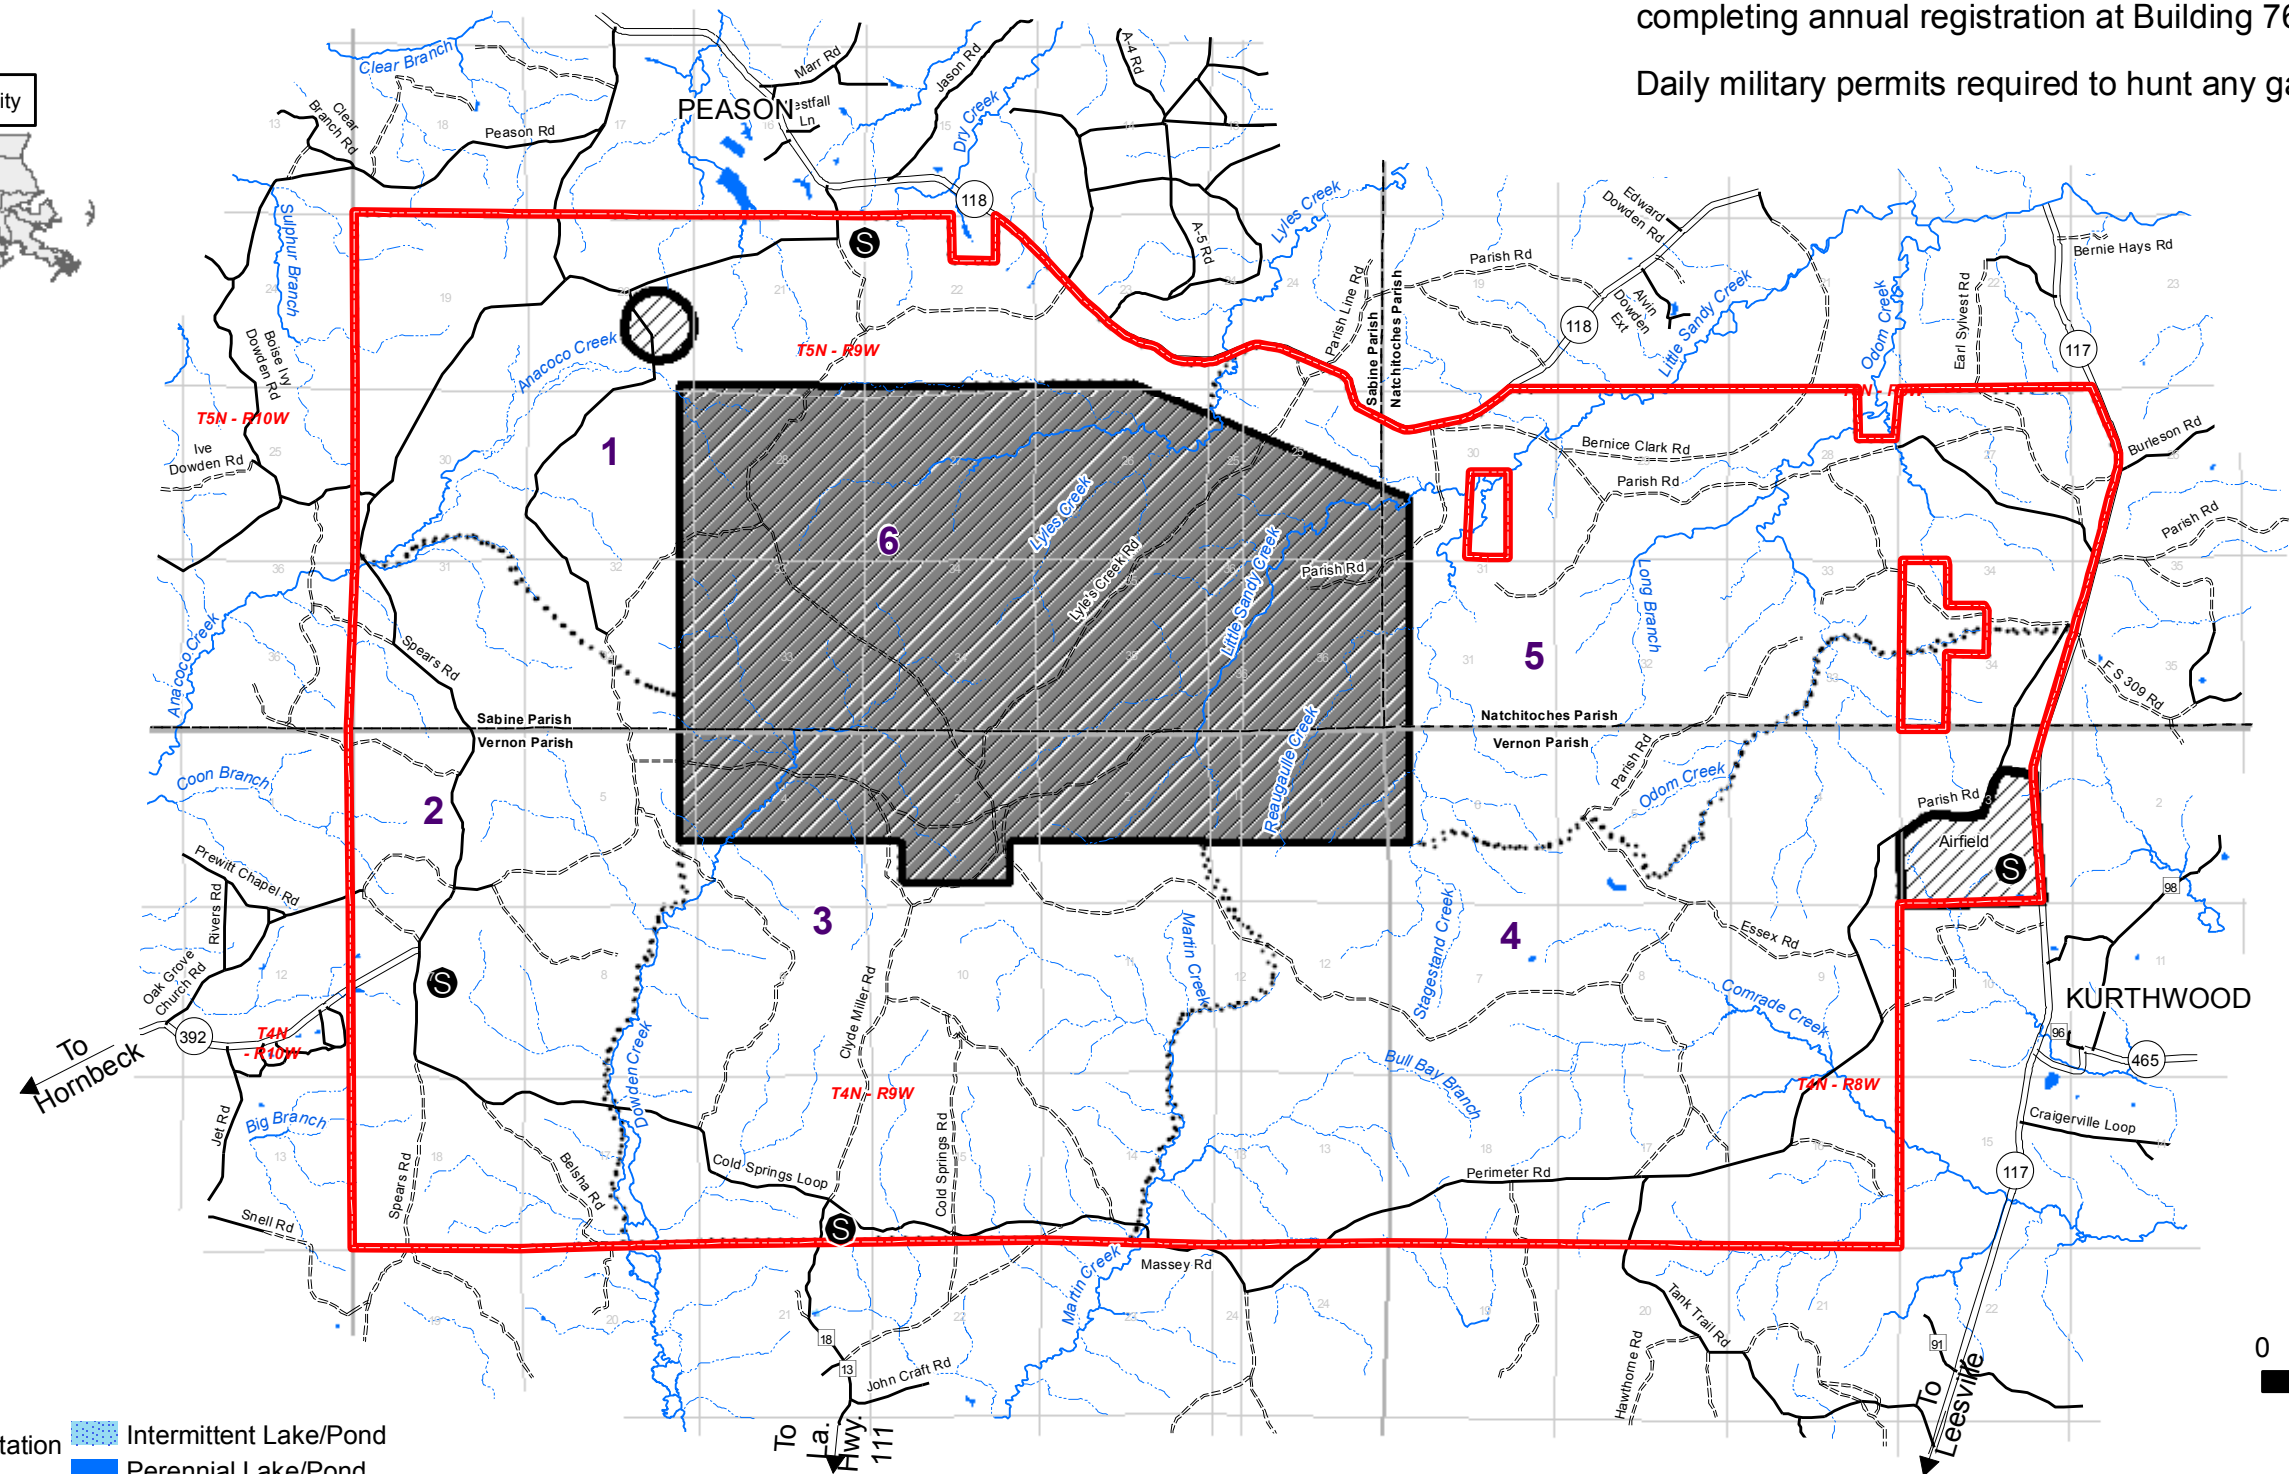 completing annual registration at Building 76
Daily military permits required to hunt any ga
ity
Clear Branch
Clear
Branch Rd
Peason Rd
PEASON
Marr Rd
estfall
Ln
Jason Rd
Dry Creek
A-4 Rd
A-5 Rd
118
Lyles Creek
Parish Line Rd
Sabine Parish
Natchitoches Parish
Parish Rd
Edward
Dowden Rd
Alvin
Dowden
Ext
118
Little Sandy Creek
Odom Creek
Earl Sylvest Rd
Bernie Hays Rd
117
Burleson Rd
Parish Rd
Sulphur Branch
Boise Ivy
Dowden Rd
T5N - R10W
Ive
Dowden Rd
Anacoco Creek
T5N - R9W
1
6
Lyles Creek
Lyle's Creek Rd
Little Sandy Creek
Parish Rd
Bernice Clark Rd
Parish Rd
Long Branch
5
F S 309 Rd
Anacoco Creek
Spears Rd
Sabine Parish
Vernon Parish
Natchitoches Parish
Vernon Parish
Reaugaulle Creek
Parish Rd
Odom Creek
Parish Rd
Airfield
S
Coon Branch
2
3
4
Prewitt Chapel Rd
Rivers Rd
Oak Grove
Church Rd
392
To
Hornbeck
T4N
- R10W
Jet Rd
Big Branch
Snell Rd
Spears Rd
Belsha Rd
Dowden Creek
Cold Springs Loop
Clyde Miller Rd
Cold Springs Rd
T4N - R9W
Martin Creek
Stagestand Creek
Bull Bay Branch
Essex Rd
Comrade Creek
T4N - R8W
Perimeter Rd
Massey Rd
Martin Creek
KURTHWOOD
98
96
465
Craigerville Loop
117
Tank Trail Rd
Hawthorne Rd
91
To
Leesville
18
13
John Craft Rd
To
La.
Hwy.
111
S
S
S
0
tation
Intermittent Lake/Pond
Perennial Lake/Pond